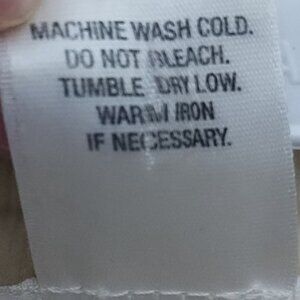 MACHINE WASH COLD.
DO NOT BLEACH.
TUMBLE DRY LOW.
WARM IRON
IF NECESSARY.